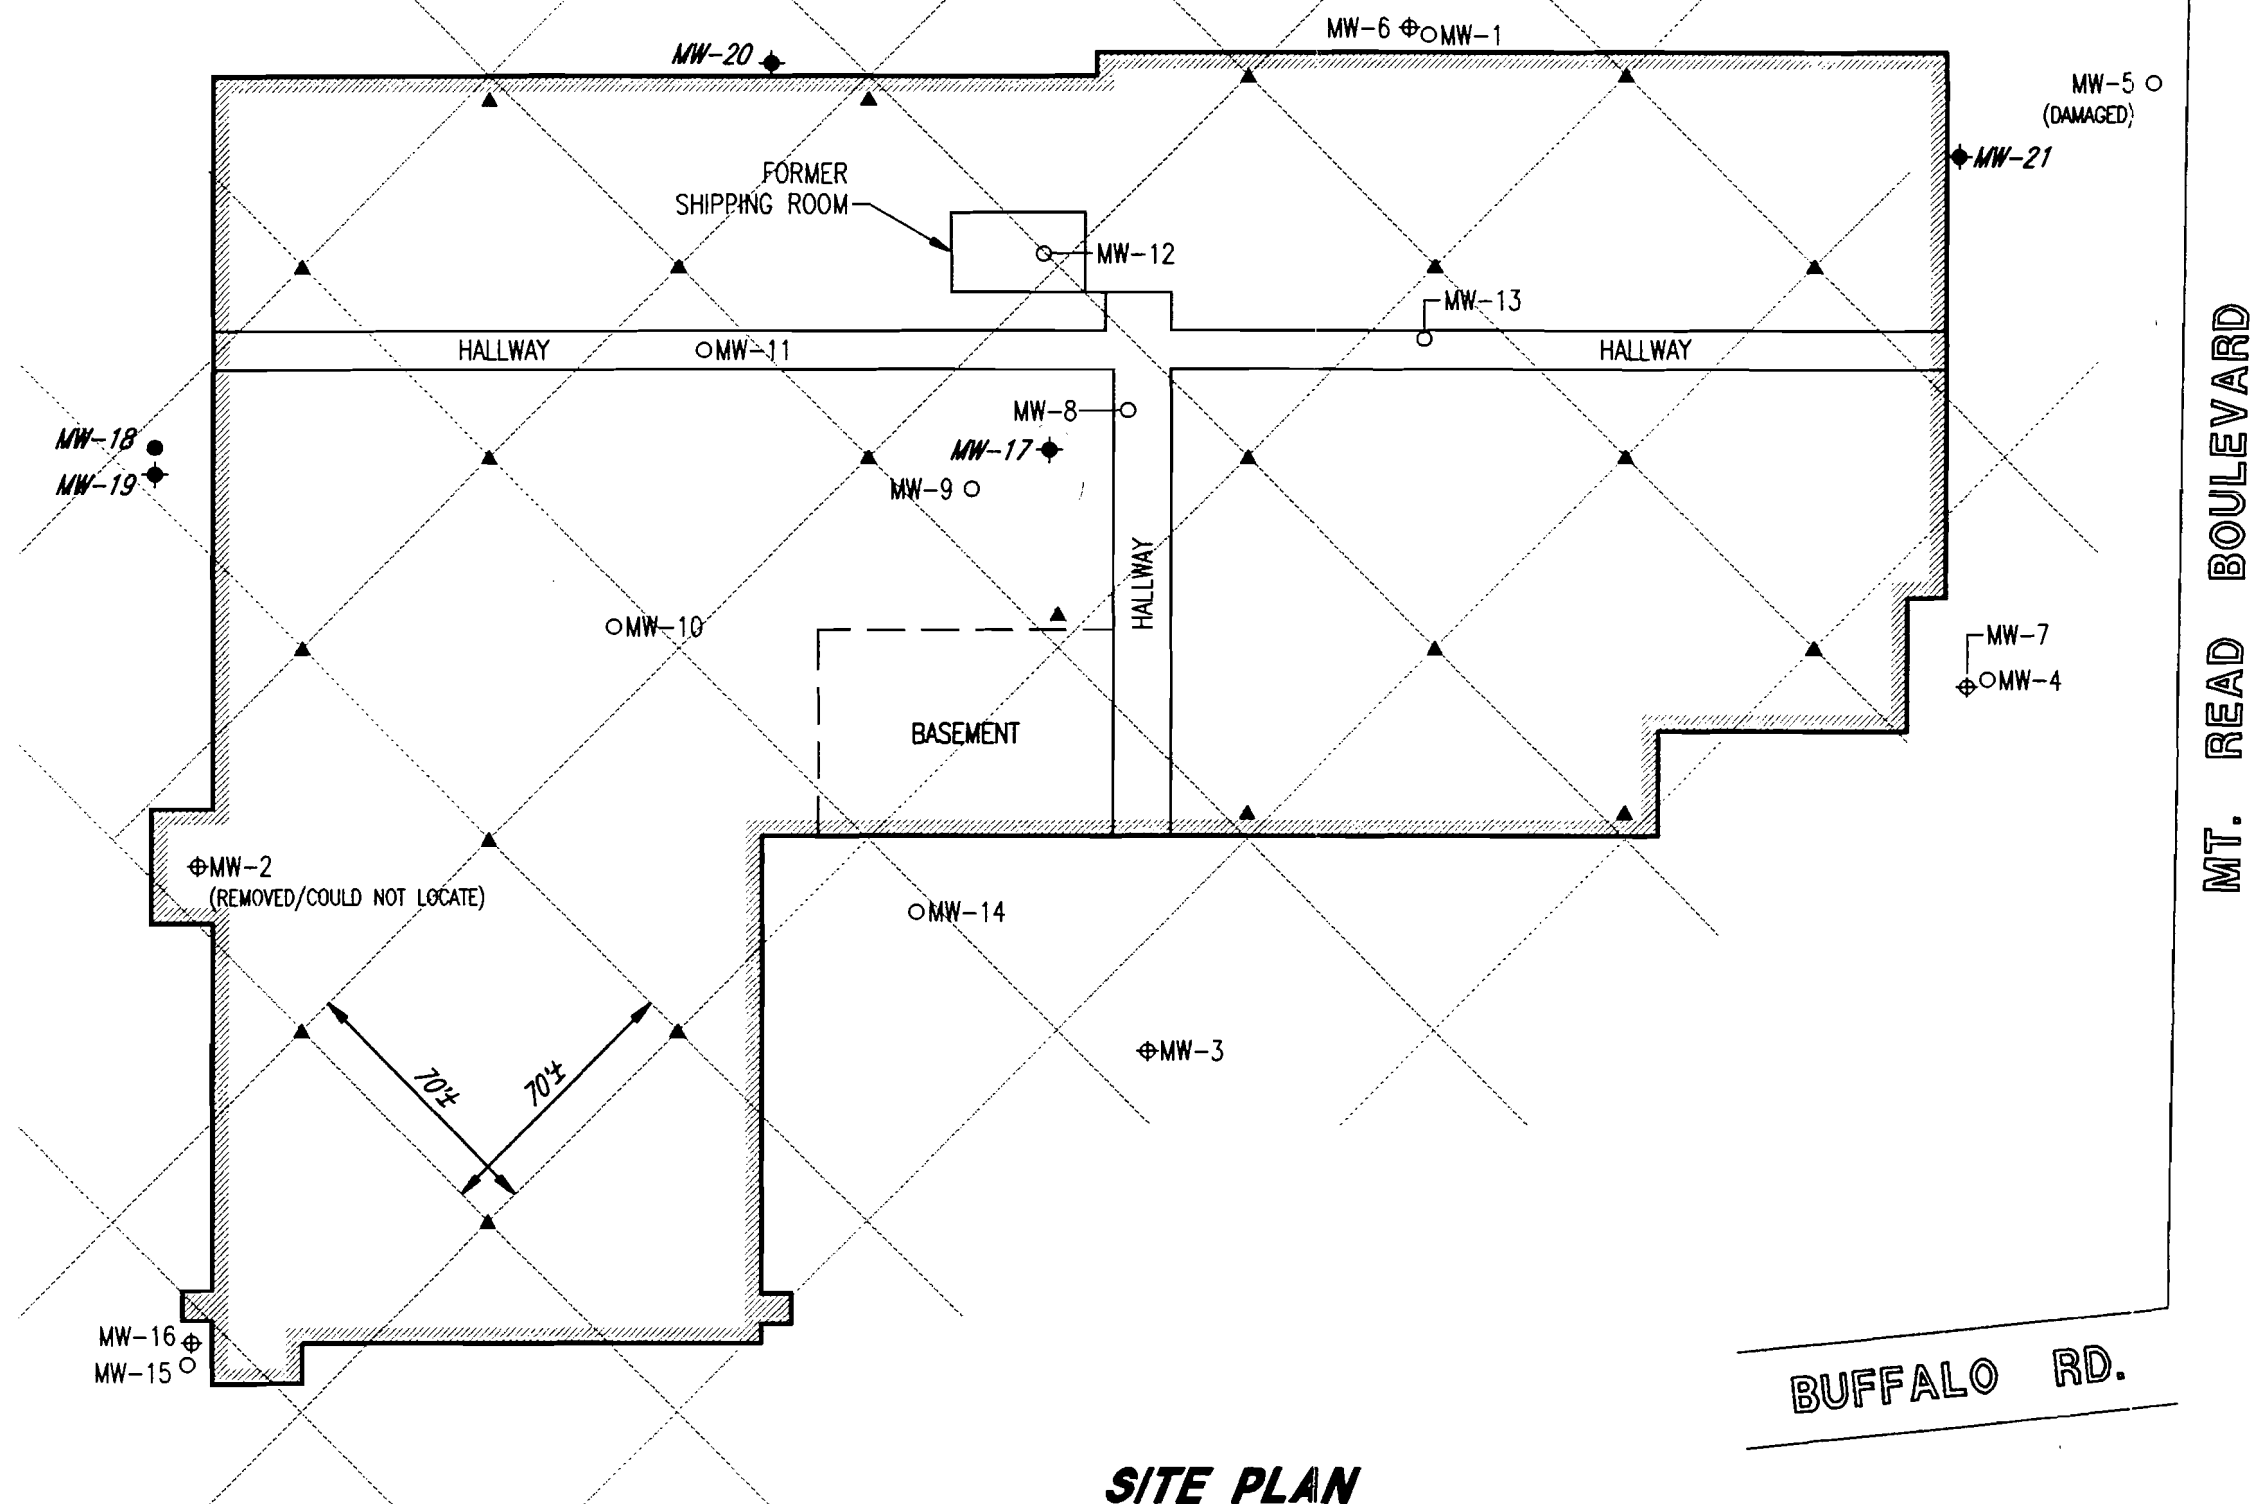 MW-6
MW-1
MW-20
MW-5
(DAMAGED)
MW-21
FORMER
SHIPPING ROOM
MW-12
MW-13
HALLWAY
MW-11
HALLWAY
MW-8
MW-18
MW-17
MW-19
MW-9
HALLWAY
MW-10
MW-7
MW-4
BASEMENT
MT. READ BOULEVARD
MW-2
(REMOVED/COULD NOT LOCATE)
MW-14
MW-3
70'±
70'±
MW-16
MW-15
BUFFALO RD.
SITE PLAN